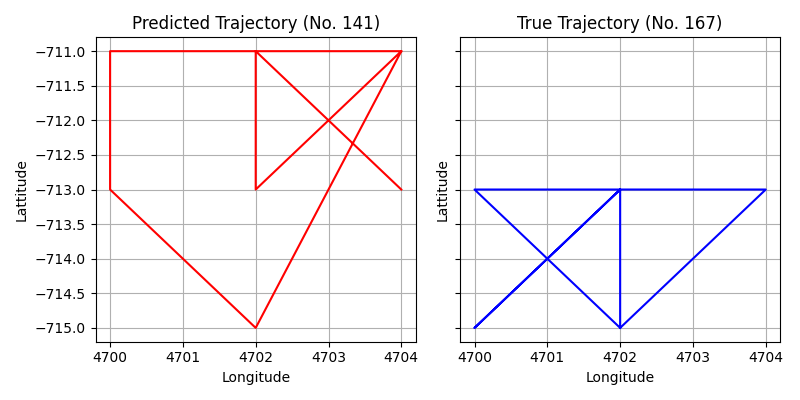 Predicted Trajectory (No. 141)
True Trajectory (No. 167)
−711.0
−711.5
−712.0
−712.5
−713.0
−713.5
−714.0
−714.5
−715.0
Lattitude
Lattitude
4700 4701 4702 4703 4704
4700 4701 4702 4703 4704
Longitude
Longitude